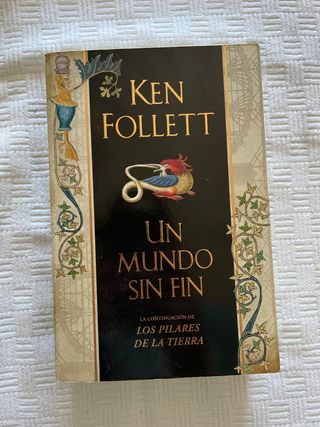 KEN
FOLLETT
UN
MUNDO
SIN FIN
LA CONTINUACIÓN DE
LOS PILARES
DE LA TIERRA